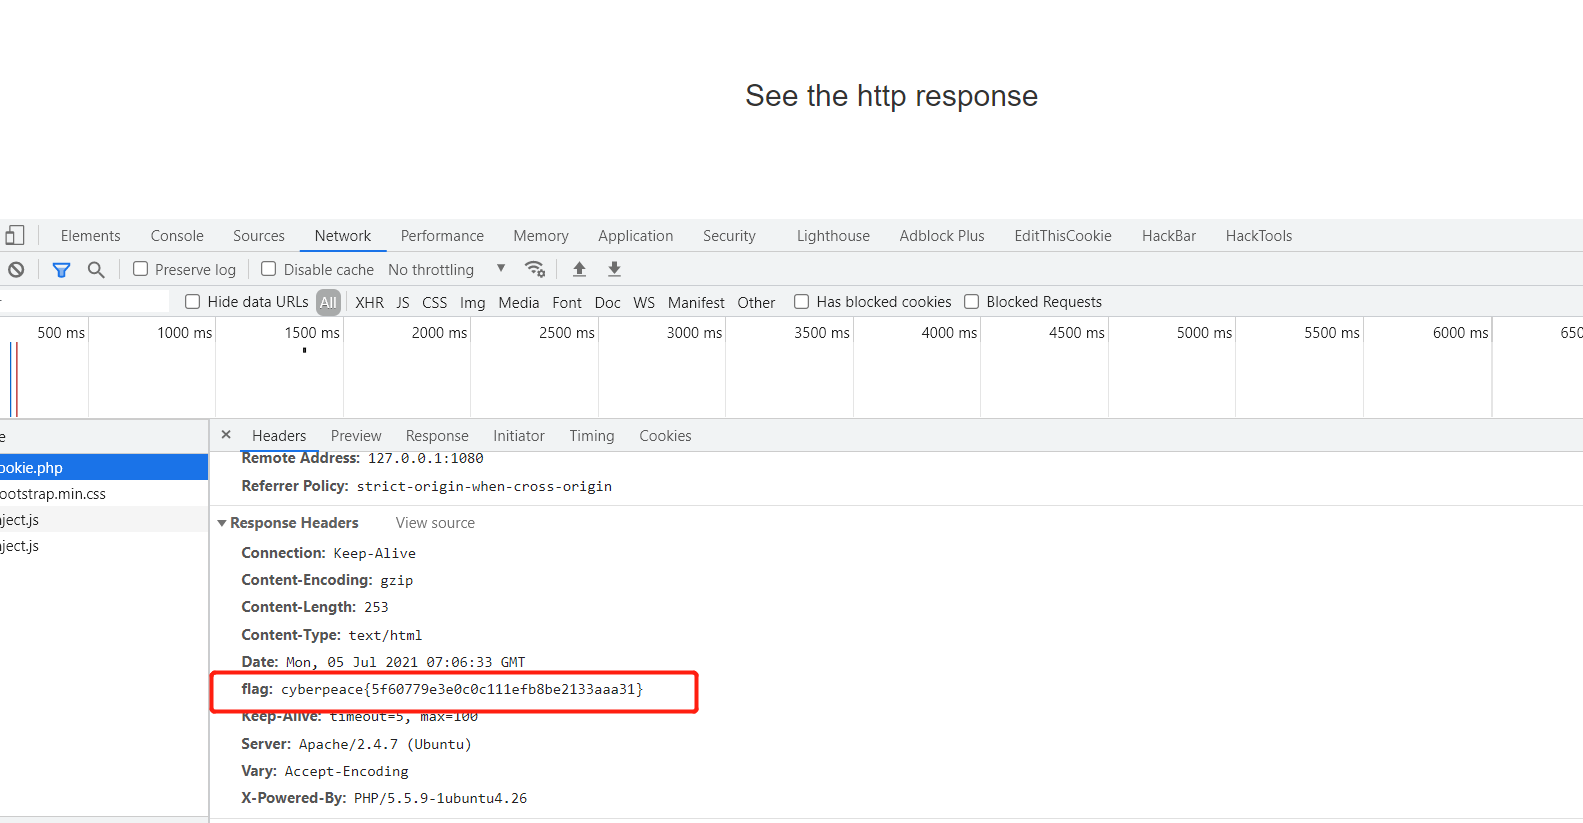 See the http response
Elements Console Sources Network Performance Memory Application Security Lighthouse Adblock Plus EditThisCookie HackBar HackTools
Preserve log Disable cache No throttling
Hide data URLs All XHR JS CSS Img Media Font Doc WS Manifest Other Has blocked cookies Blocked Requests
500 ms 1000 ms 1500 ms 2000 ms 2500 ms 3000 ms 3500 ms 4000 ms 4500 ms 5000 ms 5500 ms 6000 ms 650
e
ookie.php
ootstrap.min.css
ject.js
ject.js
× Headers Preview Response Initiator Timing Cookies
Remote Address: 127.0.0.1:1080
Referrer Policy: strict-origin-when-cross-origin
Response Headers View source
Connection: Keep-Alive
Content-Encoding: gzip
Content-Length: 253
Content-Type: text/html
Date: Mon, 05 Jul 2021 07:06:33 GMT
flag: cyberpeace{5f60779e3e0c0c111efb8be2133aaa31}
Keep-Alive: timeout=5, max=100
Server: Apache/2.4.7 (Ubuntu)
Vary: Accept-Encoding
X-Powered-By: PHP/5.5.9-1ubuntu4.26